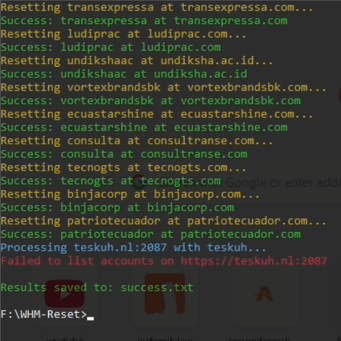 Resetting transexpressa at transexpressa.com...
Success: transexpressa at transexpressa.com
Resetting ludiprac at ludiprac.com...
Success: ludiprac at ludiprac.com
Resetting undikshaac at undiksha.ac.id...
Success: undikshaac at undiksha.ac.id
Resetting vortexbrandsbk at vortexbrandsbk.com...
Success: vortexbrandsbk at vortexbrandsbk.com
Resetting ecuastarshine at ecuastarshine.com...
Success: ecuastarshine at ecuastarshine.com
Resetting consulta at consultranse.com...
Success: consulta at consultranse.com
Resetting tecnogts at tecnogts.com...
Success: tecnogts at tecnogts.com
Google or enter addr
Resetting binjacorp at binjacorp.com...
Success: binjacorp at binjacorp.com
Resetting patriotecuador at patriotecuador.com...
Success: patriotecuador at patriotecuador.com
Processing teskuh.nl:2087 with teskuh...
Failed to list accounts on https://teskuh.nl:2087
Results saved to: success.txt
F:\WHM-Reset>